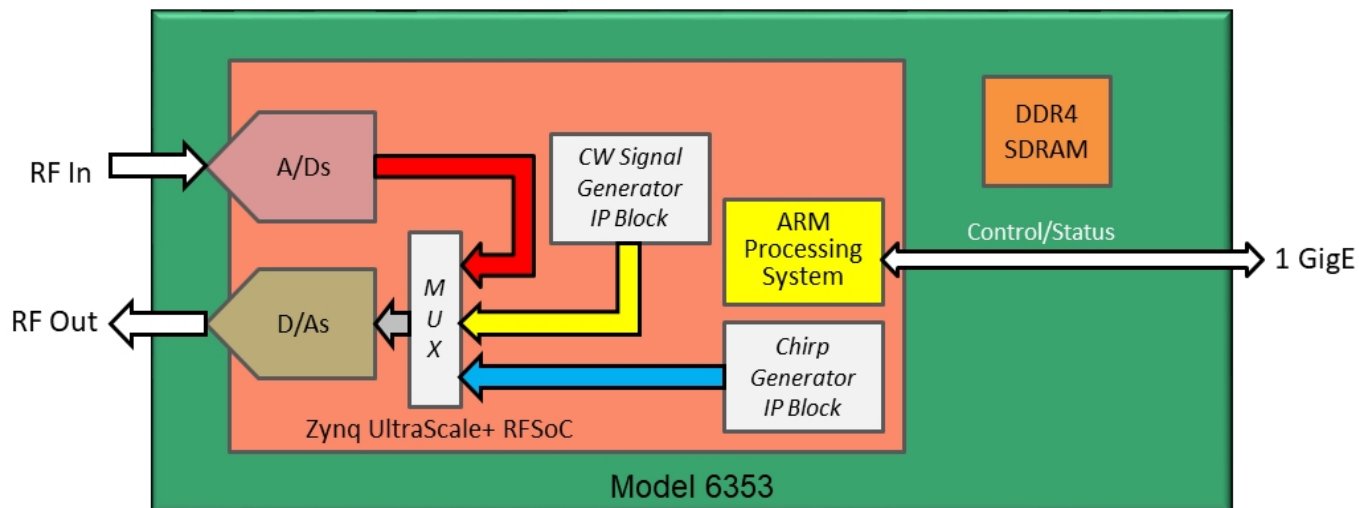 RF In
A/Ds
CW Signal
Generator
IP Block
DDR4
SDRAM
ARM
Processing
System
Control/Status
1 GigE
RF Out
D/As
M
U
X
Chirp
Generator
IP Block
Zynq UltraScale+ RFSoC
Model 6353